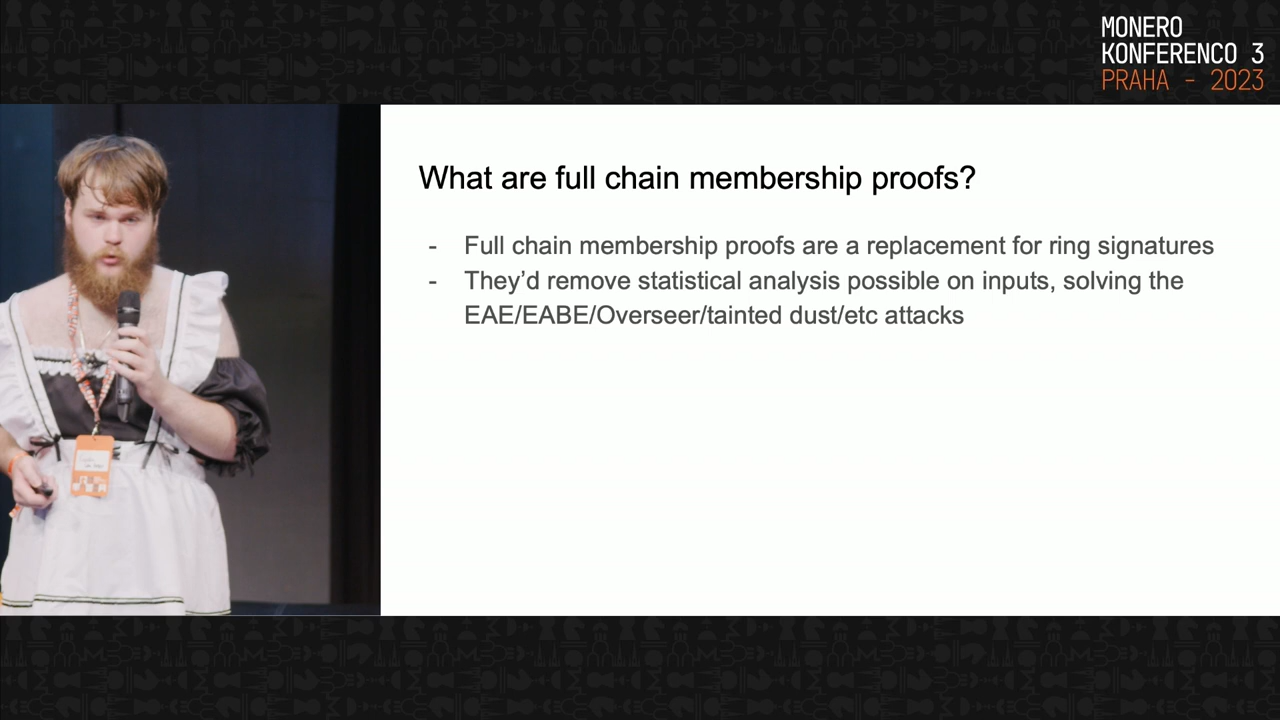 MONERO
KONFERENCO 3
PRAHA - 2023
What are full chain membership proofs?
- Full chain membership proofs are a replacement for ring signatures
- They’d remove statistical analysis possible on inputs, solving the
EAE/EABE/Overseer/tainted dust/etc attacks